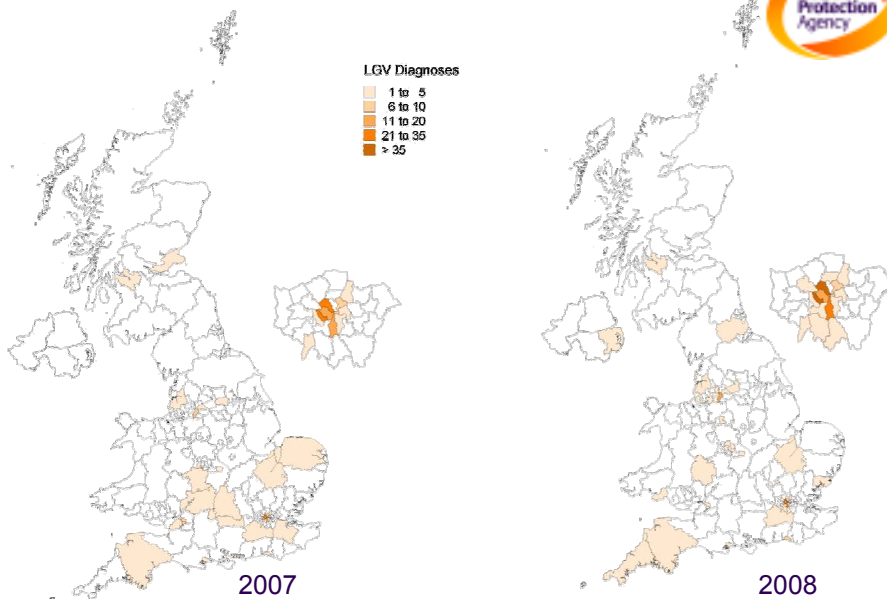 Protection
Agency
LGV Diagnoses
1 to 5
6 to 10
11 to 20
21 to 35
> 35
2007
2008